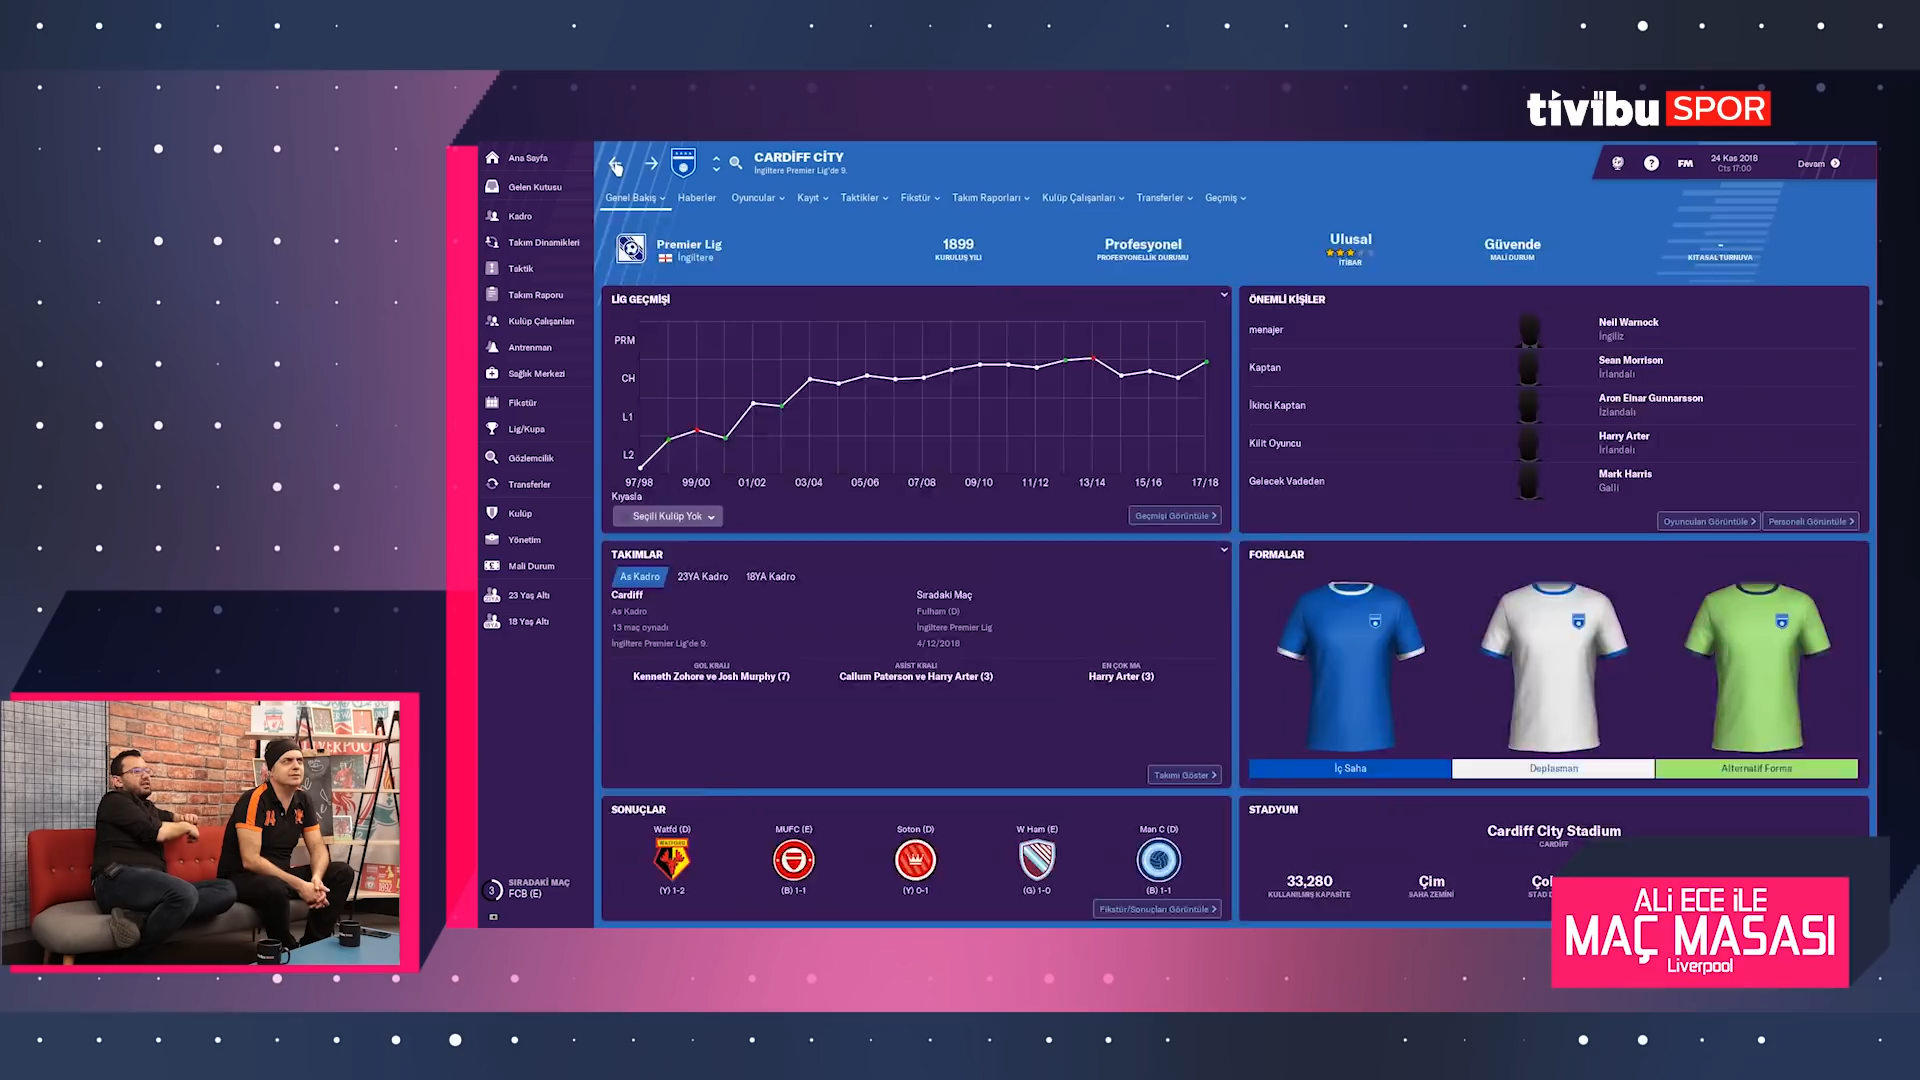 tivibu SPOR
Ana Sayfa
Gelen Kutusu
Kadro
Takım Dinamikleri
Taktik
Takım Raporu
Kulüp Çalışanları
Antrenman
Sağlık Merkezi
Fikstür
Lig/Kupa
Gözlemcilik
Transferler
Kulüp
Yönetim
Mali Durum
23 Yaş Altı
18 Yaş Altı
3
SIRADAKİ MAÇ
FCB (E)
CARDİFF CİTY
İngiltere Premier Lig'de 9.
FM
24 Kas 2018
Cts 17:00
Devam
Genel Bakış
Haberler
Oyuncular
Kayıt
Taktikler
Fikstür
Takım Raporları
Kulüp Çalışanları
Transferler
Geçmiş
Premier Lig
İngiltere
1899
KURULUŞ YILI
Profesyonel
PROFESYONELLİK DURUMU
Ulusal
İTİBAR
Güvende
MALİ DURUM
-
KITASAL TURNUVA
LİG GEÇMİŞİ
PRM
CH
L1
L2
97/98 99/00 01/02 03/04 05/06 07/08 09/10 11/12 13/14 15/16 17/18
Kıyasla
Seçili Kulüp Yok
Geçmişi Görüntüle
ÖNEMLİ KİŞİLER
menajer
Neil Warnock
İngiliz
Kaptan
Sean Morrison
İrlandalı
İkinci Kaptan
Aron Einar Gunnarsson
İzlandalı
Kilit Oyuncu
Harry Arter
İrlandalı
Gelecek Vadeden
Mark Harris
Galli
Oyuncuları Görüntüle
Personeli Görüntüle
TAKIMLAR
As Kadro
23YA Kadro
18YA Kadro
Cardiff
As Kadro
13 maç oynadı
İngiltere Premier Lig'de 9.
Sıradaki Maç
Fulham (D)
İngiltere Premier Lig
4/12/2018
GOL KRALI
Kenneth Zohore ve Josh Murphy (7)
ASİST KRALI
Callum Paterson ve Harry Arter (3)
EN ÇOK MA
Harry Arter (3)
Takımı Göster
FORMALAR
İç Saha
Deplasman
Alternatif Forma
SONUÇLAR
Watfd (D)
(Y) 1-2
MUFC (E)
(B) 1-1
Soton (D)
(Y) 0-1
W Ham (E)
(G) 1-0
Man C (D)
(B) 1-1
Fikstür/Sonuçları Görüntüle
STADYUM
Cardiff City Stadium
CARDİFF
33,280
KULLANILMIŞ KAPASİTE
Çim
SAHA ZEMİNİ
ALİ ECE İLE
MAÇ MASASI
Liverpool
LIVERPOOL